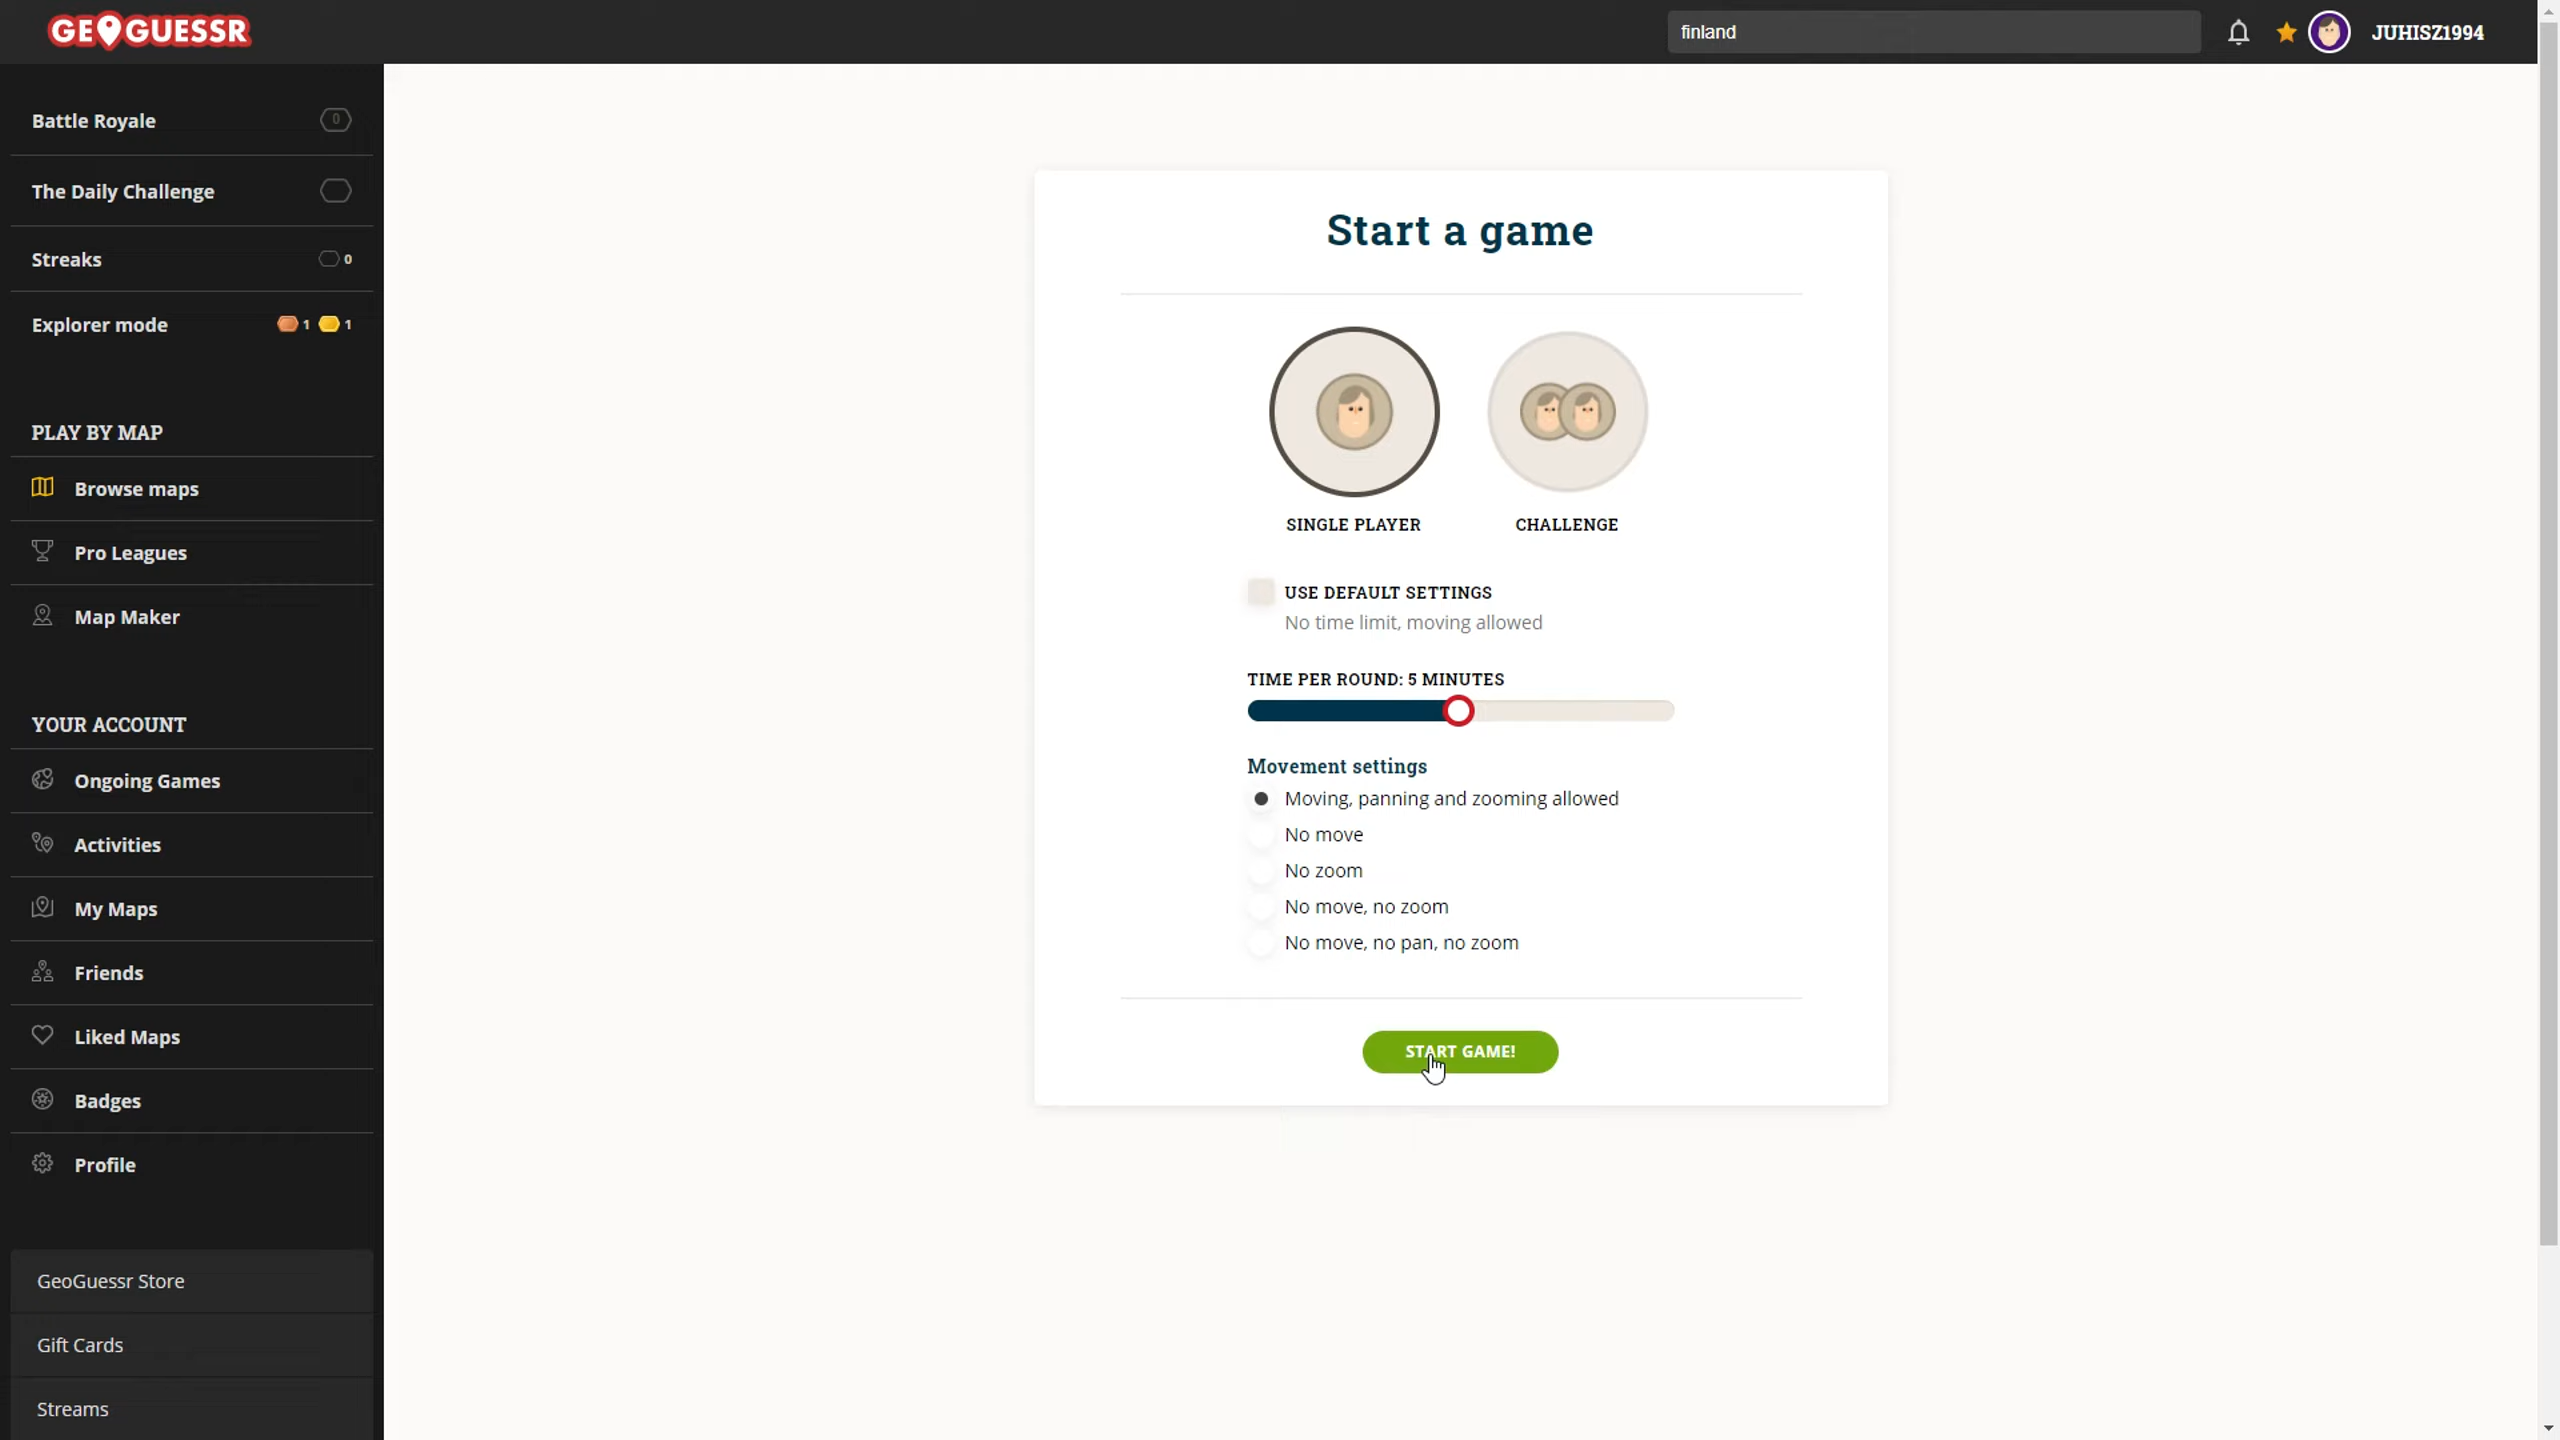 GEOGUESSR
finland
JUHISZ1994
Battle Royale 0
The Daily Challenge
Streaks 0
Explorer mode 1 1
PLAY BY MAP
Browse maps
Pro Leagues
Map Maker
YOUR ACCOUNT
Ongoing Games
Activities
My Maps
Friends
Liked Maps
Badges
Profile
GeoGuessr Store
Gift Cards
Streams
Start a game
SINGLE PLAYER
CHALLENGE
USE DEFAULT SETTINGS
No time limit, moving allowed
TIME PER ROUND: 5 MINUTES
Movement settings
Moving, panning and zooming allowed
No move
No zoom
No move, no zoom
No move, no pan, no zoom
START GAME!